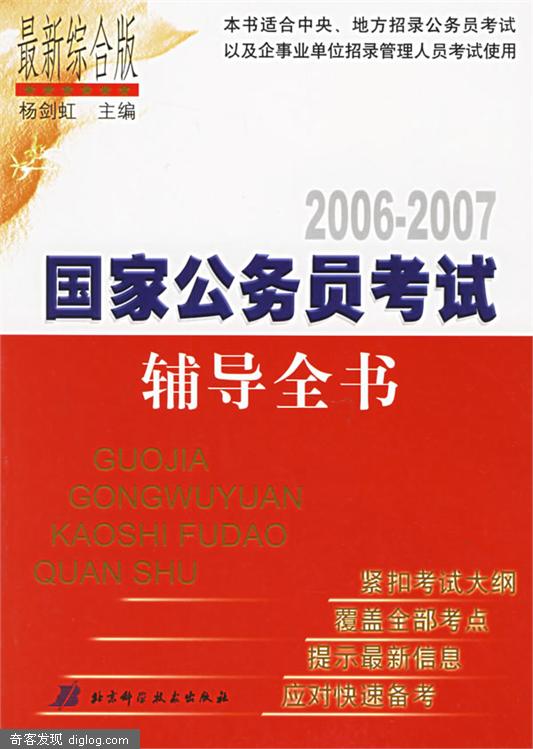 最新综合版
杨剑虹 主编
本书适合中央、地方招录公务员考试
以及企事业单位招录管理人员考试使用
2006-2007
国家公务员考试
辅导全书
GUOJIA
GONGWUYUAN
KAOSHI FUDAO
QUAN SHU
紧扣考试大纲
覆盖全部考点
提示最新信息
应对快速备考
北京科学技术出版社
奇客发现 diglog.com